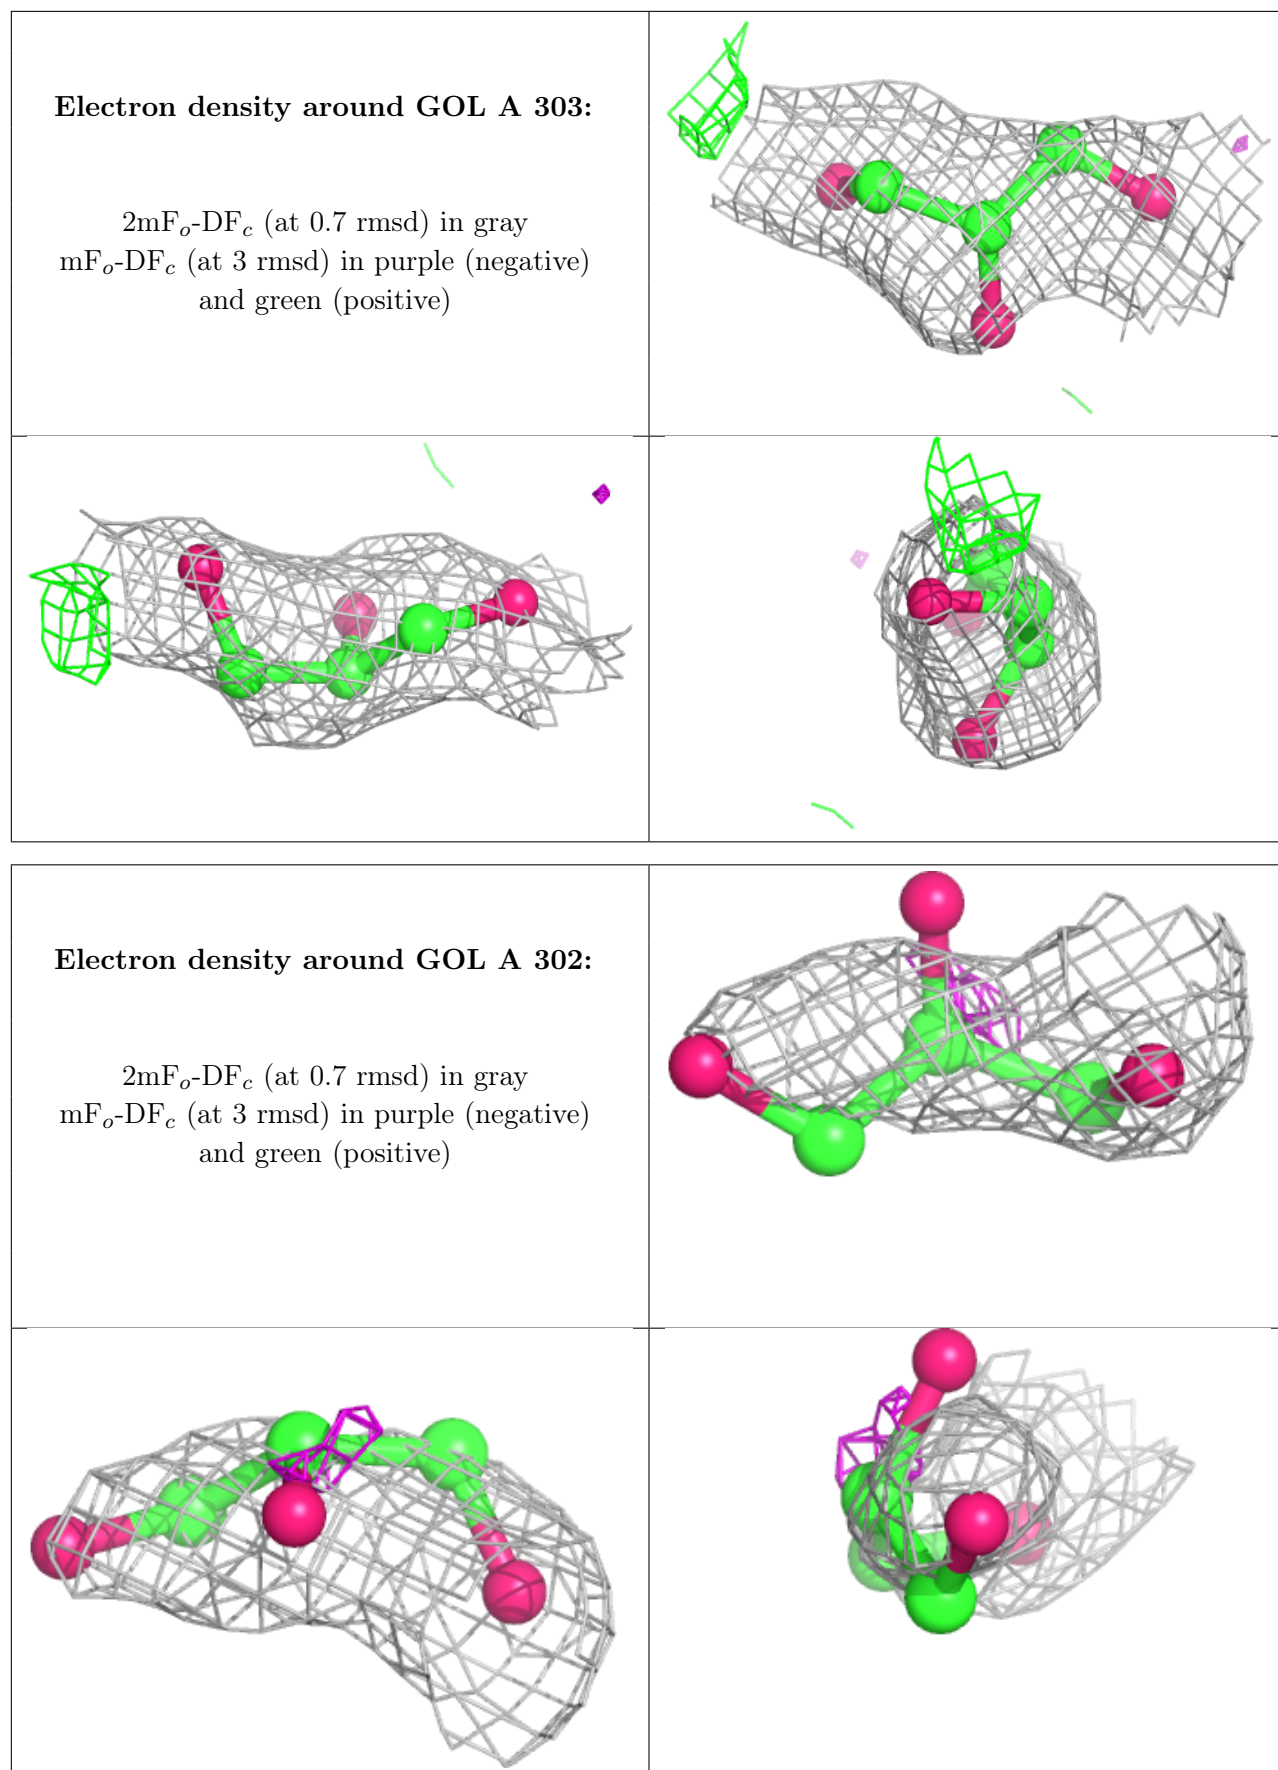 Electron density around GOL A 303:
2mFo-DFc (at 0.7 rmsd) in gray
mFo-DFc (at 3 rmsd) in purple (negative)
and green (positive)
Electron density around GOL A 302:
2mFo-DFc (at 0.7 rmsd) in gray
mFo-DFc (at 3 rmsd) in purple (negative)
and green (positive)